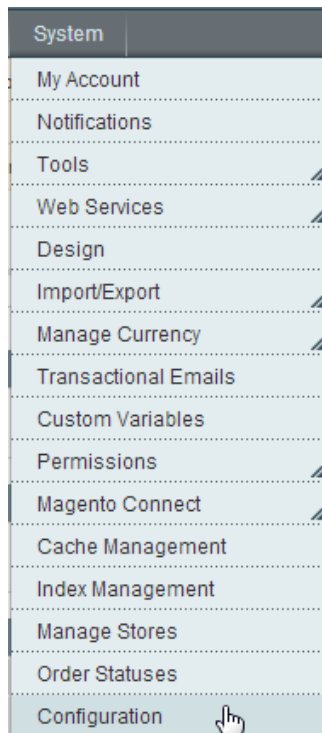 System
My Account
Notifications
Tools
Web Services
Design
Import/Export
Manage Currency
Transactional Emails
Custom Variables
Permissions
Magento Connect
Cache Management
Index Management
Manage Stores
Order Statuses
Configuration